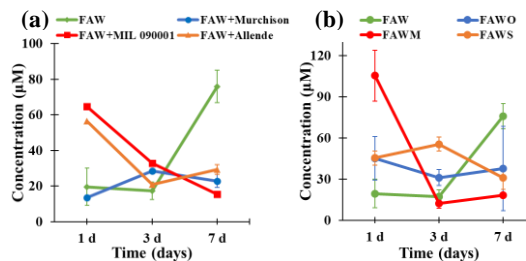 (a)
FAW
FAW+Murchison
FAW+MIL 090001
FAW+Allende
Concentration (µM)
100
80
60
40
20
0
1 d
3 d
7 d
Time (days)
(b)
FAW
FAWO
FAWM
FAWS
Concentration (µM)
120
90
60
30
0
1 d
3 d
7 d
Time (days)